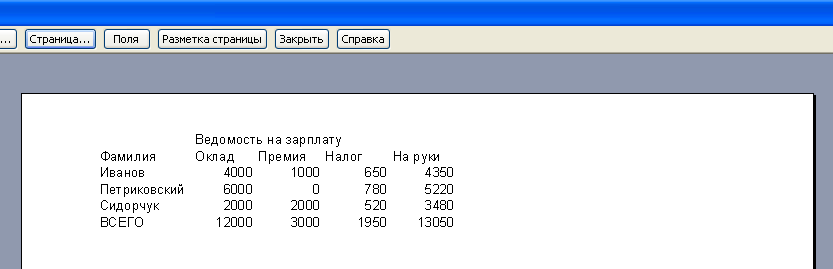 ... Страница... Поля Разметка страницы Закрыть Справка
Ведомость на зарплату
Фамилия Оклад Премия Налог На руки
Иванов 4000 1000 650 4350
Петриковский 6000 0 780 5220
Сидорчук 2000 2000 520 3480
ВСЕГО 12000 3000 1950 13050